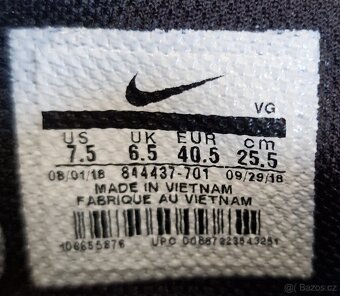 VG
US UK EUR cm
7.5 6.5 40.5 25.5
08/01/18 844437-701 09/29/18
MADE IN VIETNAM
FABRIQUE AU VIETNAM
UPC
Bazos.cz